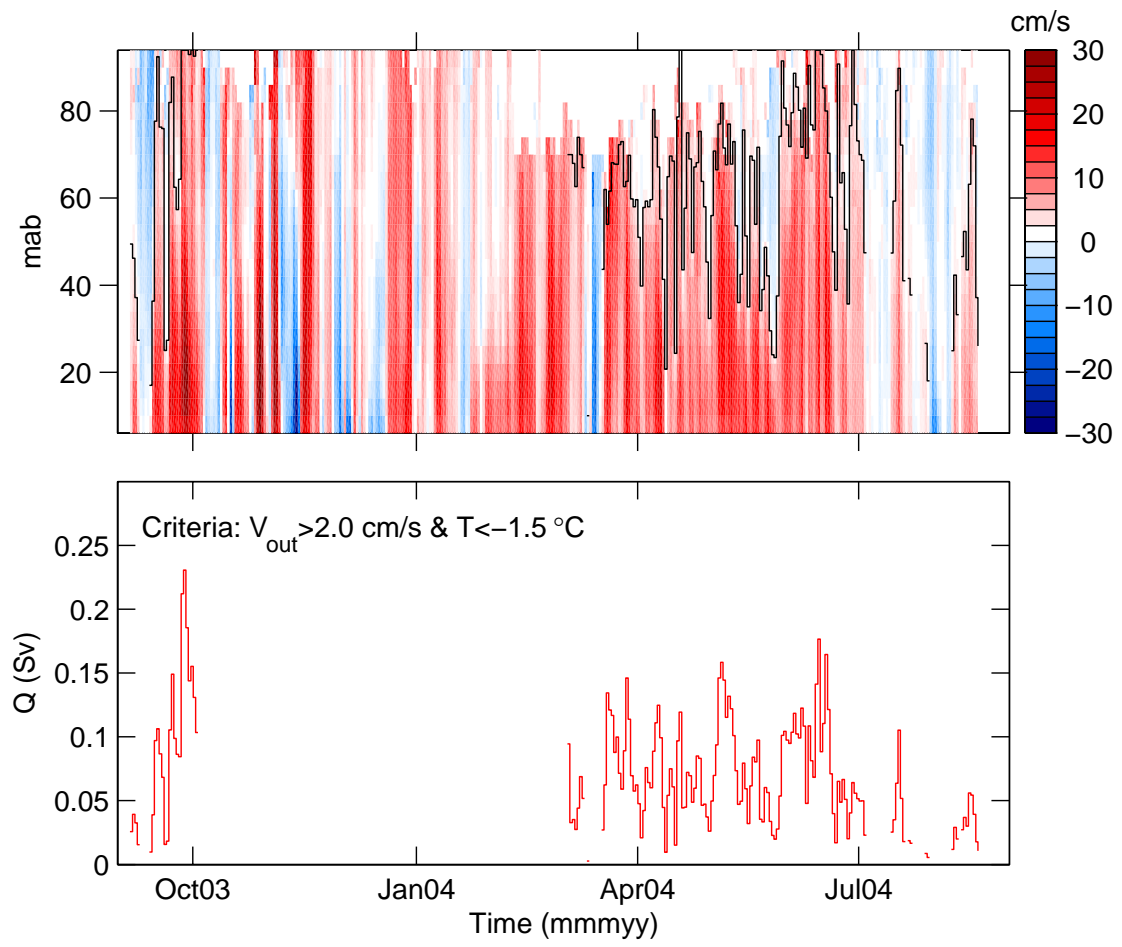 cm/s
30
20
10
0
−10
−20
−30
80
60
40
20
mab
Criteria: V_out>2.0 cm/s & T<−1.5 °C
0.25
0.2
0.15
0.1
0.05
0
Q (Sv)
Oct03 Jan04 Apr04 Jul04
Time (mmmyy)